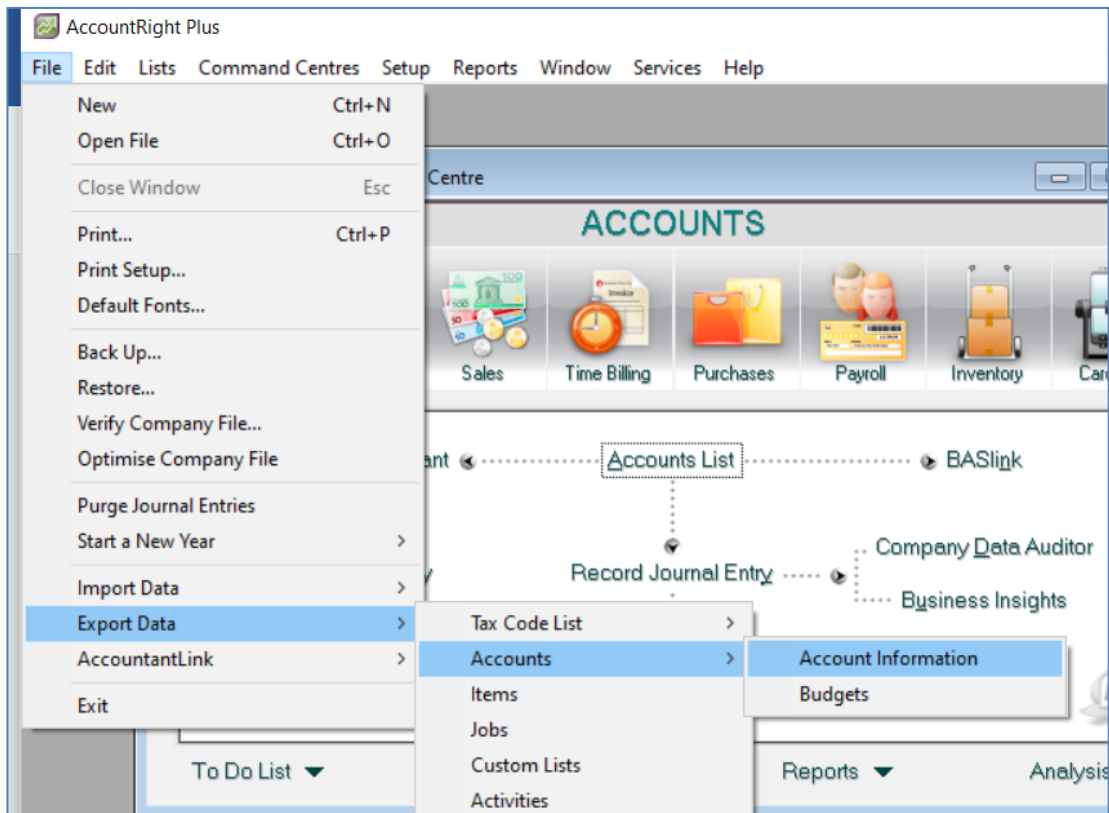 AccountRight Plus
File Edit Lists Command Centres Setup Reports Window Services Help
New Ctrl+N
Open File Ctrl+O
Close Window Esc
Print... Ctrl+P
Print Setup...
Default Fonts...
Back Up...
Restore...
Verify Company File...
Optimise Company File
Purge Journal Entries
Start a New Year
Import Data
Export Data
AccountantLink
Exit
Tax Code List
Accounts
Items
Jobs
Custom Lists
Activities
Account Information
Budgets
Centre
ACCOUNTS
Sales Time Billing Purchases Payroll Inventory
Accounts List BASlink
Company Data Auditor
Record Journal Entry
Business Insights
To Do List Reports Analysis